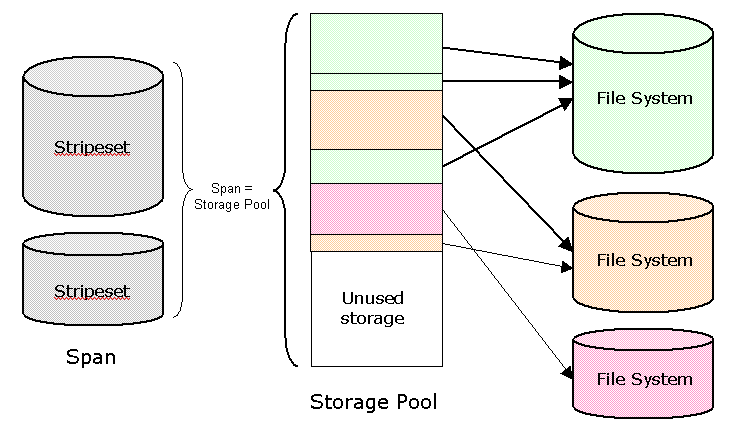 Stripeset
Stripeset
Span
Span =
Storage Pool
Unused
storage
Storage Pool
File System
File System
File System